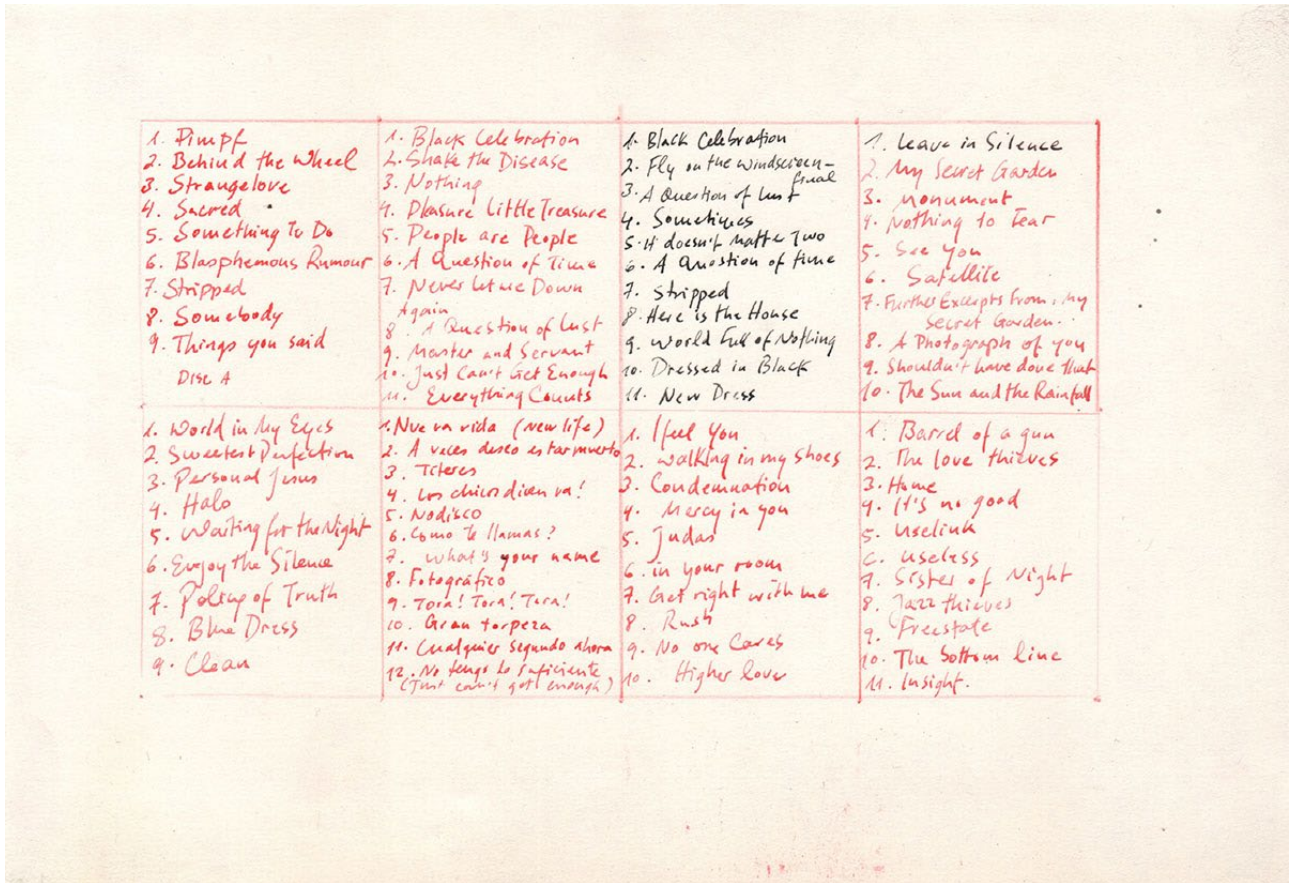 1. Pimpf
2. Behind the Wheel
3. Strangelove
4. Sacred
5. Something To Do
6. Blasphemous Rumour
7. Stripped
8. Somebody
9. Things you said
Disc A
1. Black Celebration
2. Shake the Disease
3. Nothing
4. Pleasure Little Treasure
5. People are People
6. A Question of Time
7. Never let me Down
Again
8. A Question of Lust
9. Master and Servant
10. Just Can't Get Enough
11. Everything Counts
1. Black Celebration
2. Fly on the windscreen-
final
3. A Question of Lust
4. Sometimes
5. it doesn't matte Two
6. A Question of time
7. Stripped
8. Here is the House
9. World Full of Nothing
10. Dressed in Black
11. New Dress
1. Leave in Silence
2. My Secret Garden
3. Monument
4. Nothing to Fear
5. See You
6. Satellite
7. Further Excerpts From: My
Secret Garden.
8. A Photograph of you
9. Shouldn't have done that
10. The Sun and the Rainfall
1. World in My Eyes
2. Sweetest Perfection
3. Personal Jesus
4. Halo
5. Waiting for the Night
6. Enjoy the Silence
7. Policy of Truth
8. Blue Dress
9. Clean
1. Nueva vida (new life)
2. A veces deseo estar muerto
3. Titeres
4. Los chicos dicen va!
5. Nodisco
6. Como te llamas?
7. What's your name
8. Fotográfico
9. Tora! Tora! Tora!
10. Gran torpeza
11. Cualquier segundo ahora
12. No tengo lo suficiente
(Just can't get enough)
1. I feel You
2. walking in my shoes
3. Condemnation
4. Mercy in you
5. Judas
6. in your room
7. Get right with me
8. Rush
9. No one Cares
10. Higher love
1. Barrel of a gun
2. The love thieves
3. Home
4. It's no good
5. Uselink
6. Useless
7. Sister of Night
8. Jazz thieves
9. Freestate
10. The bottom line
11. Insight.